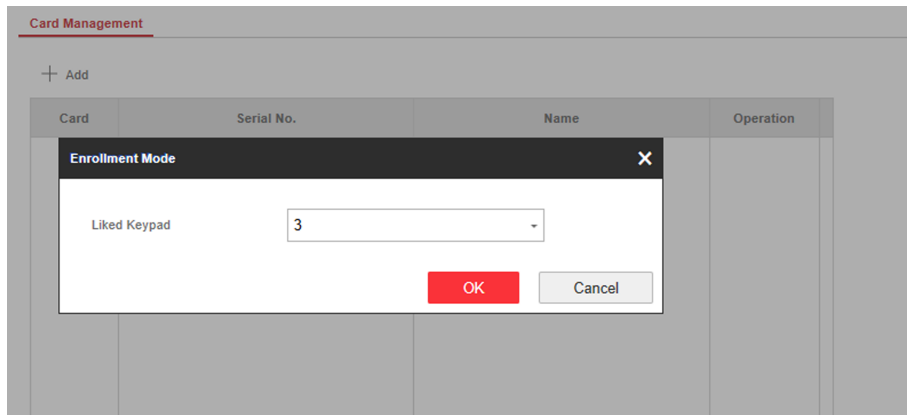 Card Management
+ Add
Card Serial No. Name Operation
Enrollment Mode
Liked Keypad 3
OK Cancel